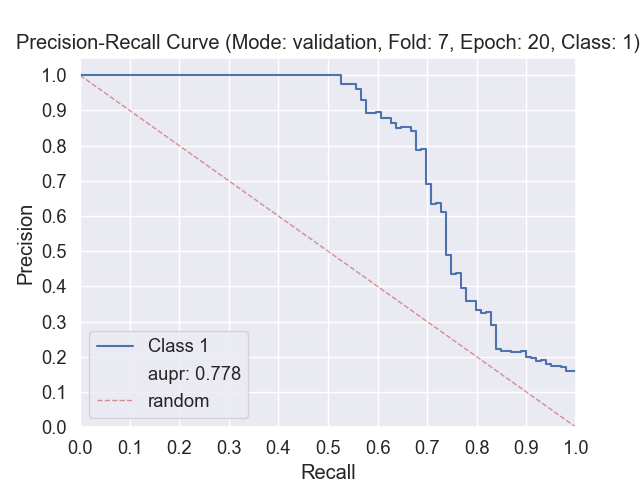 Precision-Recall Curve (Mode: validation, Fold: 7, Epoch: 20, Class: 1)
1.0
0.9
0.8
0.7
0.6
0.5
0.4
0.3
0.2
0.1
0.0
Precision
Class 1
aupr: 0.778
random
0.0 0.1 0.2 0.3 0.4 0.5 0.6 0.7 0.8 0.9 1.0
Recall